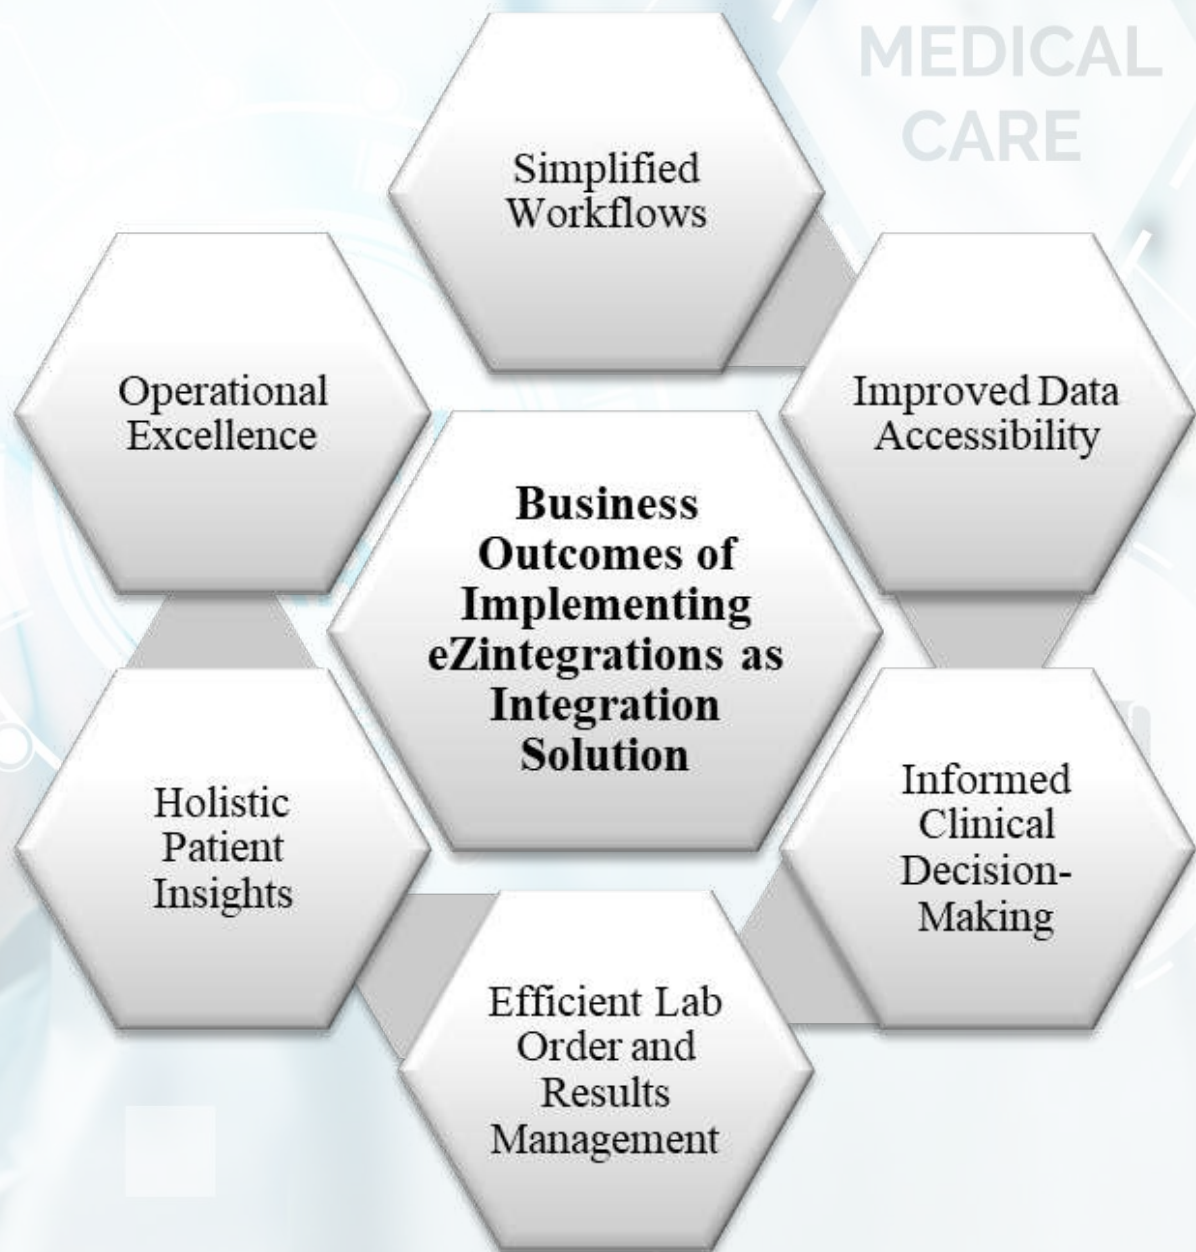 MEDICAL
CARE
Simplified
Workflows
Improved Data
Accessibility
Informed
Clinical
Decision-
Making
Efficient Lab
Order and
Results
Management
Holistic
Patient
Insights
Operational
Excellence
Business
Outcomes of
Implementing
eZintegrations as
Integration
Solution